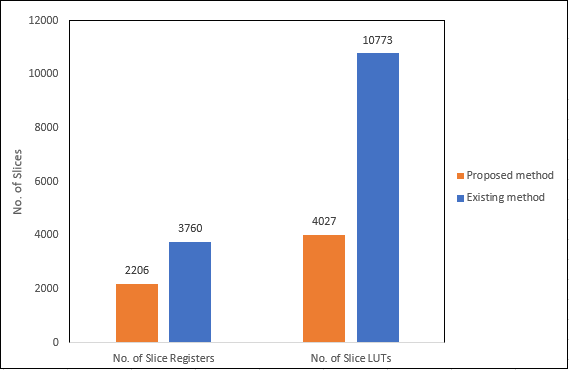 12000
10000
8000
6000
4000
2000
0
No. of Slices
2206
3760
4027
10773
No. of Slice Registers
No. of Slice LUTs
Proposed method
Existing method